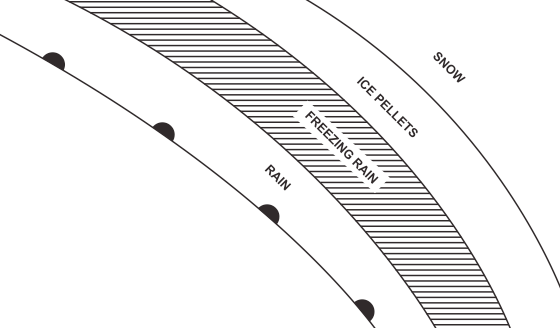 SNOW
ICE PELLETS
FREEZING RAIN
RAIN